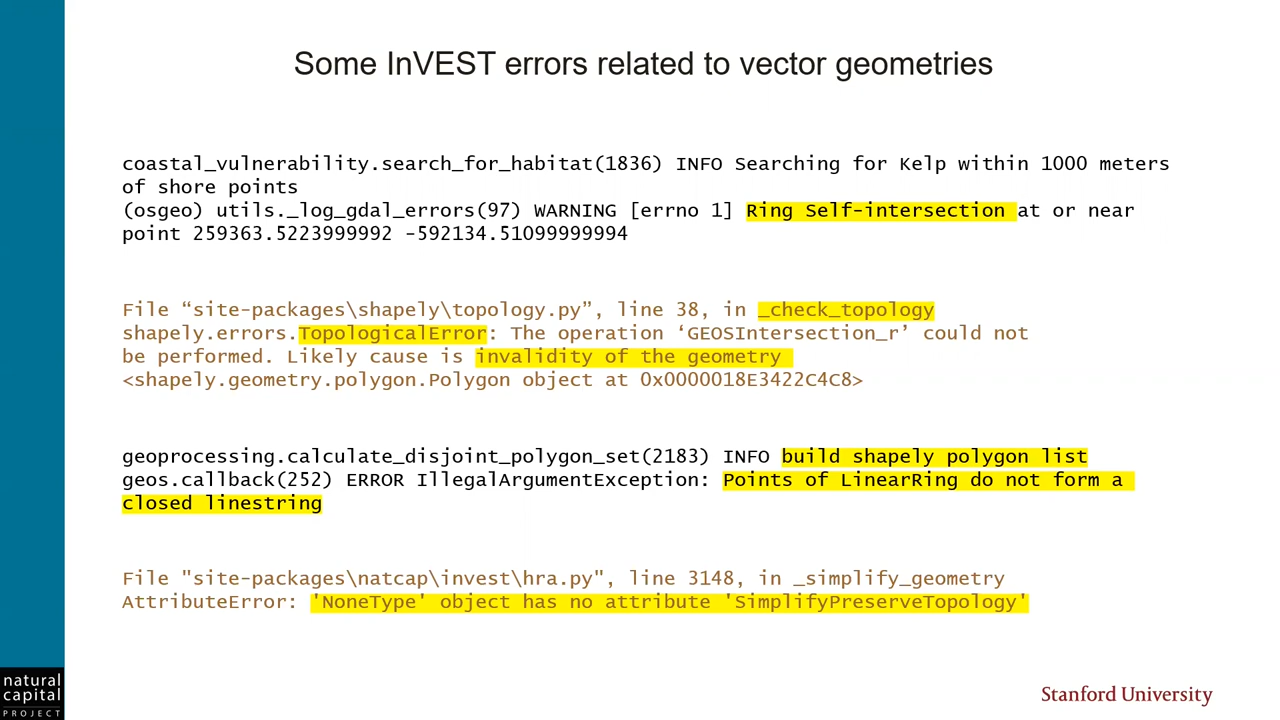 Some InVEST errors related to vector geometries
coastal_vulnerability.search_for_habitat(1836) INFO Searching for Kelp within 1000 meters
of shore points
(osgeo) utils._log_gdal_errors(97) WARNING [errno 1] Ring Self-intersection at or near
point 259363.5223999992 -592134.51099999994
File “site-packages\shapely\topology.py”, line 38, in _check_topology
shapely.errors.TopologicalError: The operation ‘GEOSIntersection_r’ could not
be performed. Likely cause is invalidity of the geometry
<shapely.geometry.polygon.Polygon object at 0x0000018E3422C4C8>
geoprocessing.calculate_disjoint_polygon_set(2183) INFO build shapely polygon list
geos.callback(252) ERROR IllegalArgumentException: Points of LinearRing do not form a
closed linestring
File "site-packages\natcap\invest\hra.py", line 3148, in _simplify_geometry
AttributeError: 'NoneType' object has no attribute 'SimplifyPreserveTopology'
natural
capital
PROJECT
Stanford University